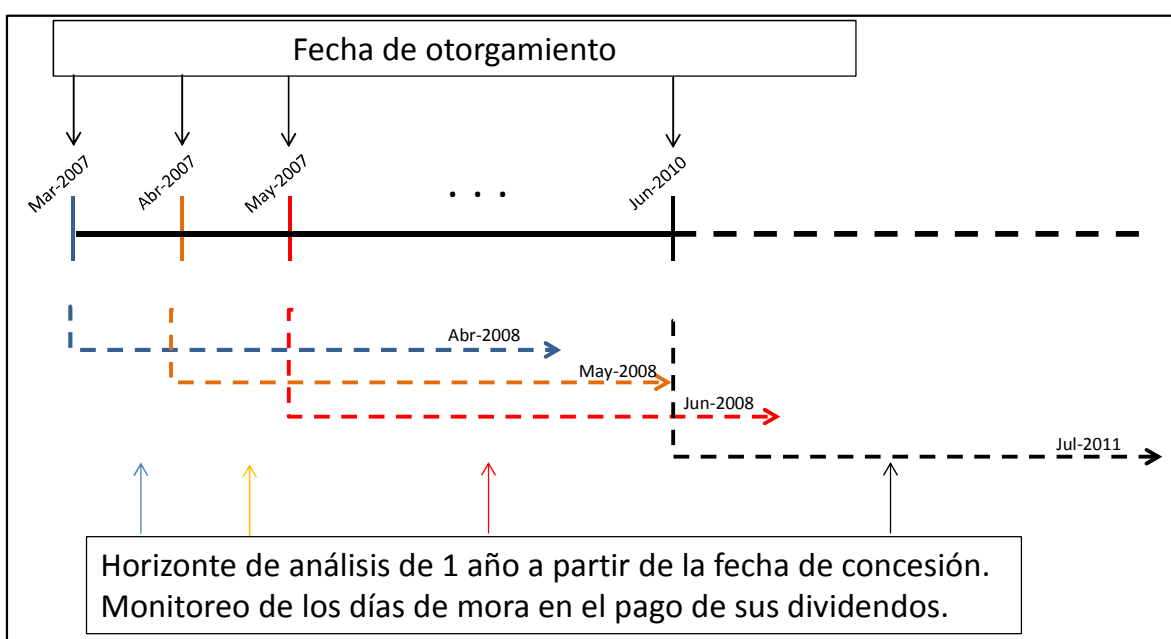 Fecha de otorgamiento
Mar-2007
Abr-2007
May-2007
. . .
Jun-2010
Abr-2008
May-2008
Jun-2008
Jul-2011
Horizonte de análisis de 1 año a partir de la fecha de concesión.
Monitoreo de los días de mora en el pago de sus dividendos.